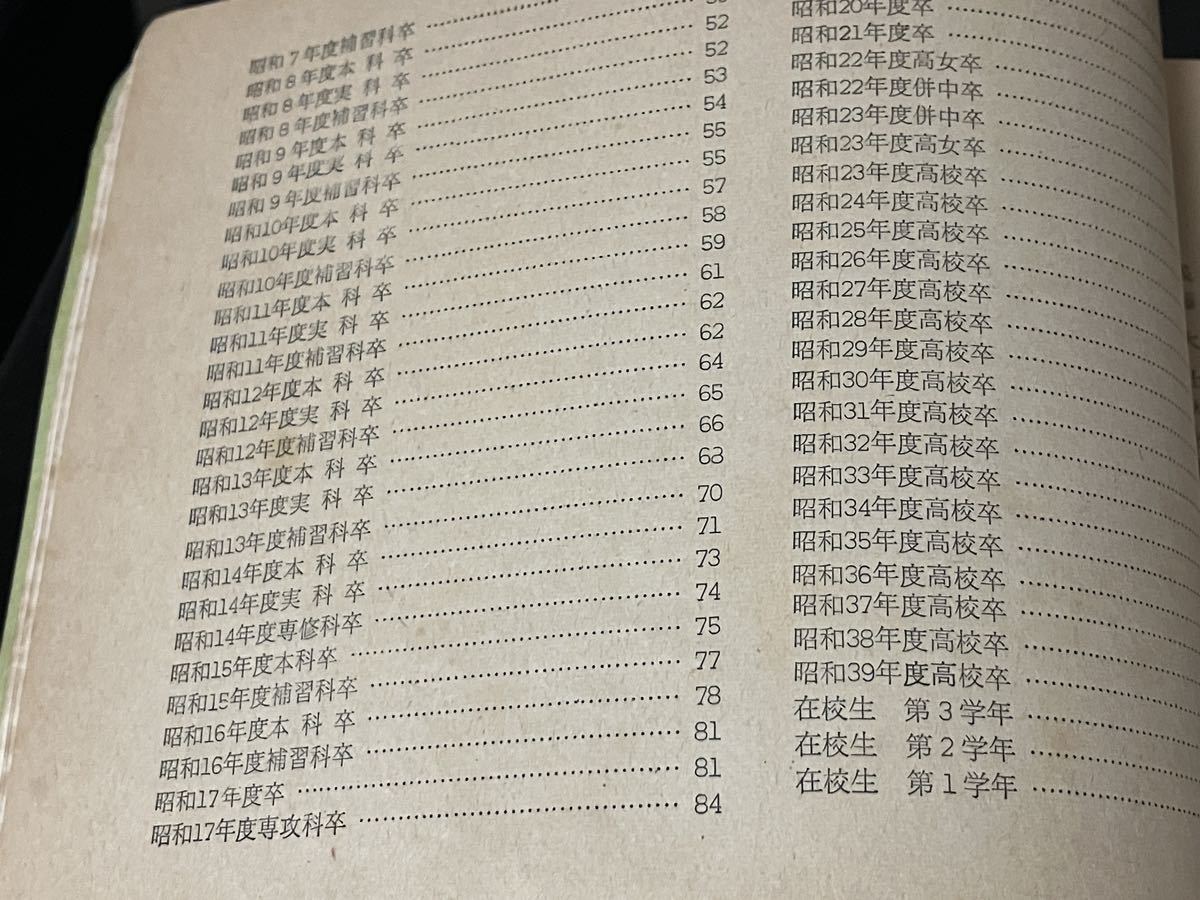 昭和7年度補習科卒
昭和8年度本 科 卒
昭和8年度実 科 卒 52
昭和8年度補習科卒 52
昭和9年度本 科 卒 53
昭和9年度実 科 卒 54
昭和9年度補習科卒 55
昭和10年度本 科 卒 55
昭和10年度実 科 卒 57
昭和10年度補習科卒 58
昭和11年度本 科 卒 59
昭和11年度実 科 卒 61
昭和11年度補習科卒 62
昭和12年度本 科 卒 62
昭和12年度実 科 卒 64
昭和12年度補習科卒 65
昭和13年度本 科 卒 66
昭和13年度実 科 卒 68
昭和13年度補習科卒 70
昭和14年度本 科 卒 71
昭和14年度実 科 卒 73
昭和14年度専修科卒 74
昭和15年度本科卒 75
昭和15年度補習科卒 77
昭和16年度本 科 卒 78
昭和16年度補習科卒 81
昭和17年度卒 81
昭和17年度専攻科卒 84
昭和20年度卒
昭和21年度卒
昭和22年度高女卒
昭和22年度併中卒
昭和23年度併中卒
昭和23年度高女卒
昭和23年度高校卒
昭和24年度高校卒
昭和25年度高校卒
昭和26年度高校卒
昭和27年度高校卒
昭和28年度高校卒
昭和29年度高校卒
昭和30年度高校卒
昭和31年度高校卒
昭和32年度高校卒
昭和33年度高校卒
昭和34年度高校卒
昭和35年度高校卒
昭和36年度高校卒
昭和37年度高校卒
昭和38年度高校卒
昭和39年度高校卒
在校生 第3学年
在校生 第2学年
在校生 第1学年